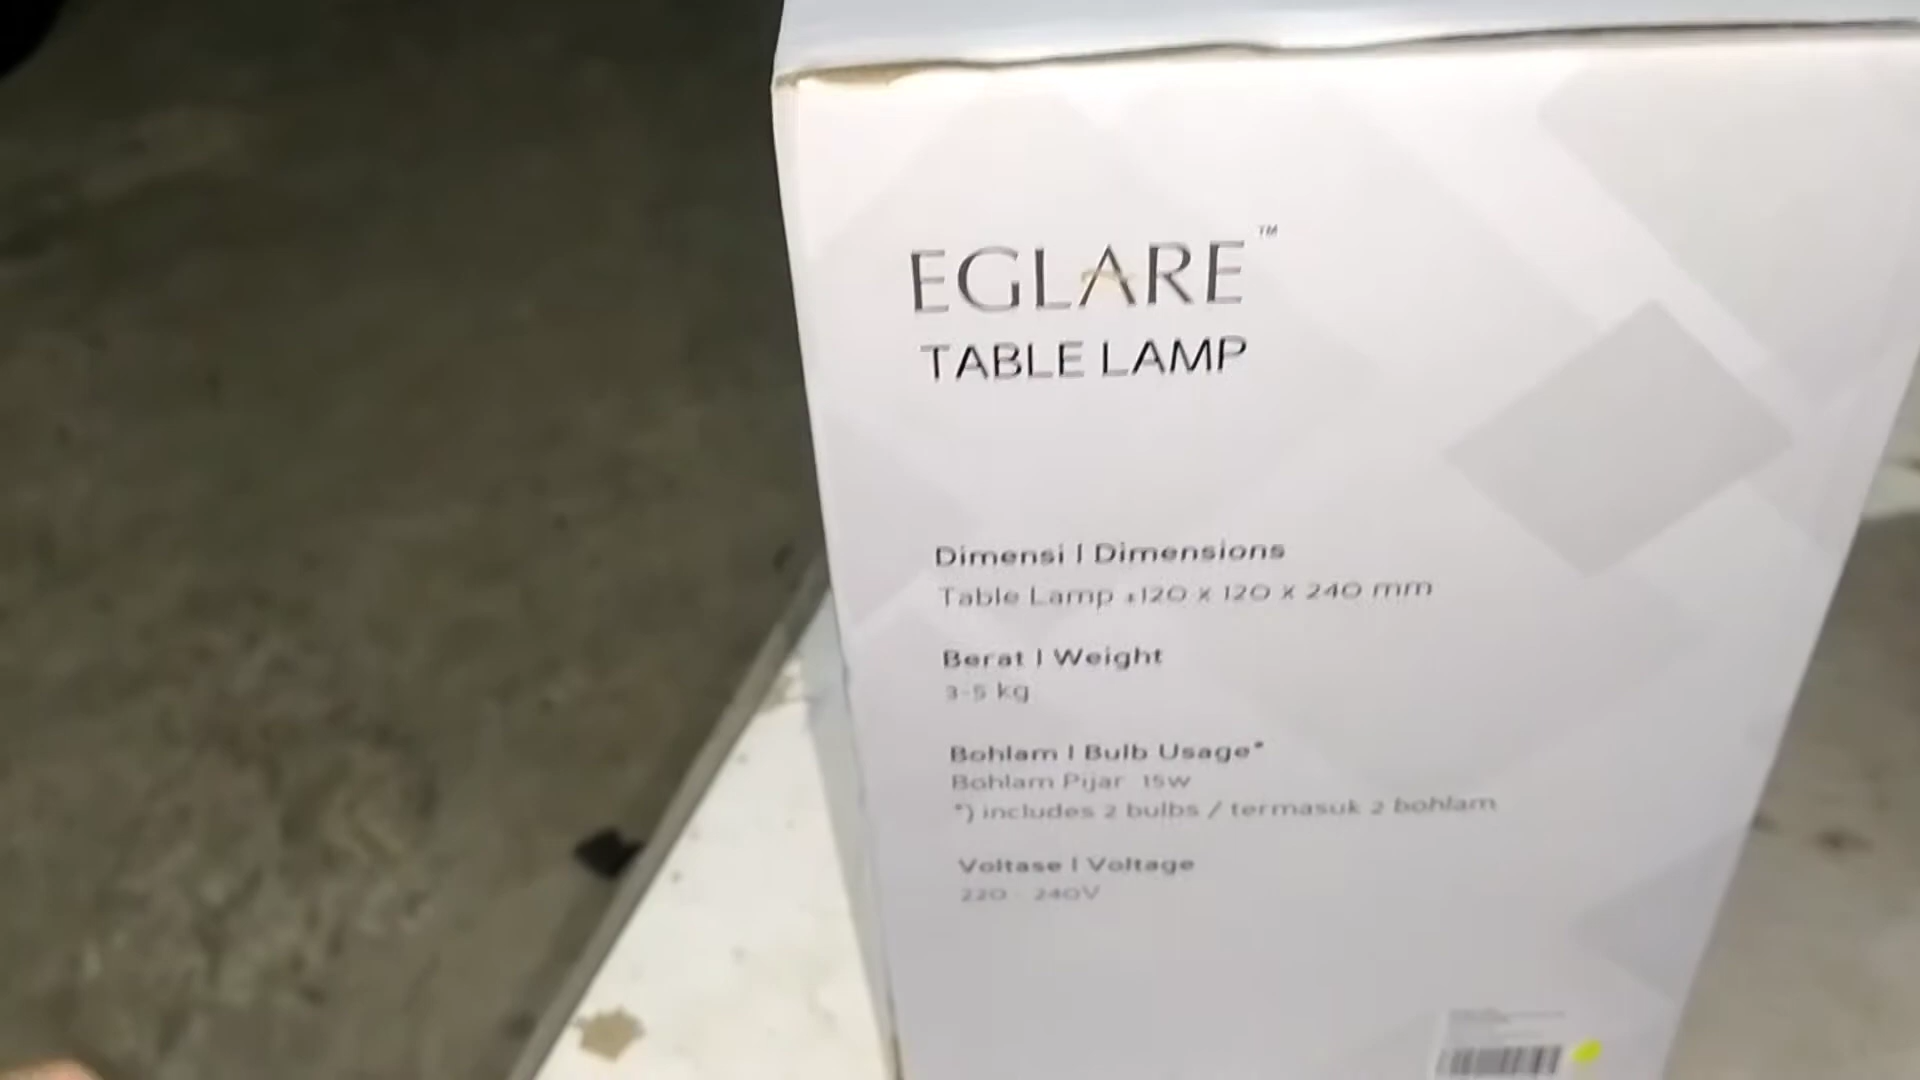 EGLARE™
TABLE LAMP
Dimensi | Dimensions
Table Lamp ±120 x 120 x 240 mm
Berat | Weight
3-5 kg
Bohlam | Bulb Usage*
Bohlam Pijar 15w
*) includes 2 bulbs / termasuk 2 bohlam
Voltase | Voltage
220 - 240V